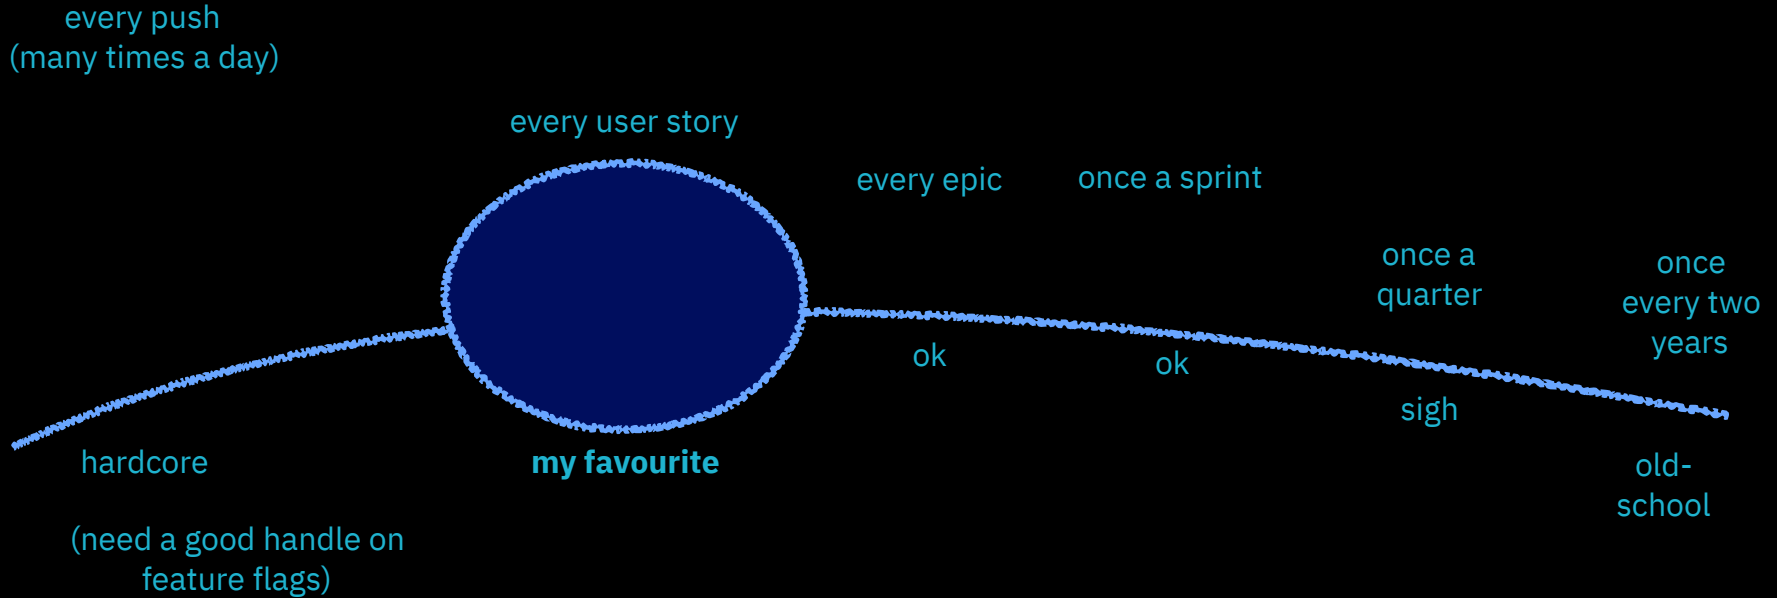 every push
(many times a day)
every user story
every epic
once a sprint
once a
quarter
once
every two
years
ok
ok
sigh
hardcore
my favourite
old-
school
(need a good handle on
feature flags)